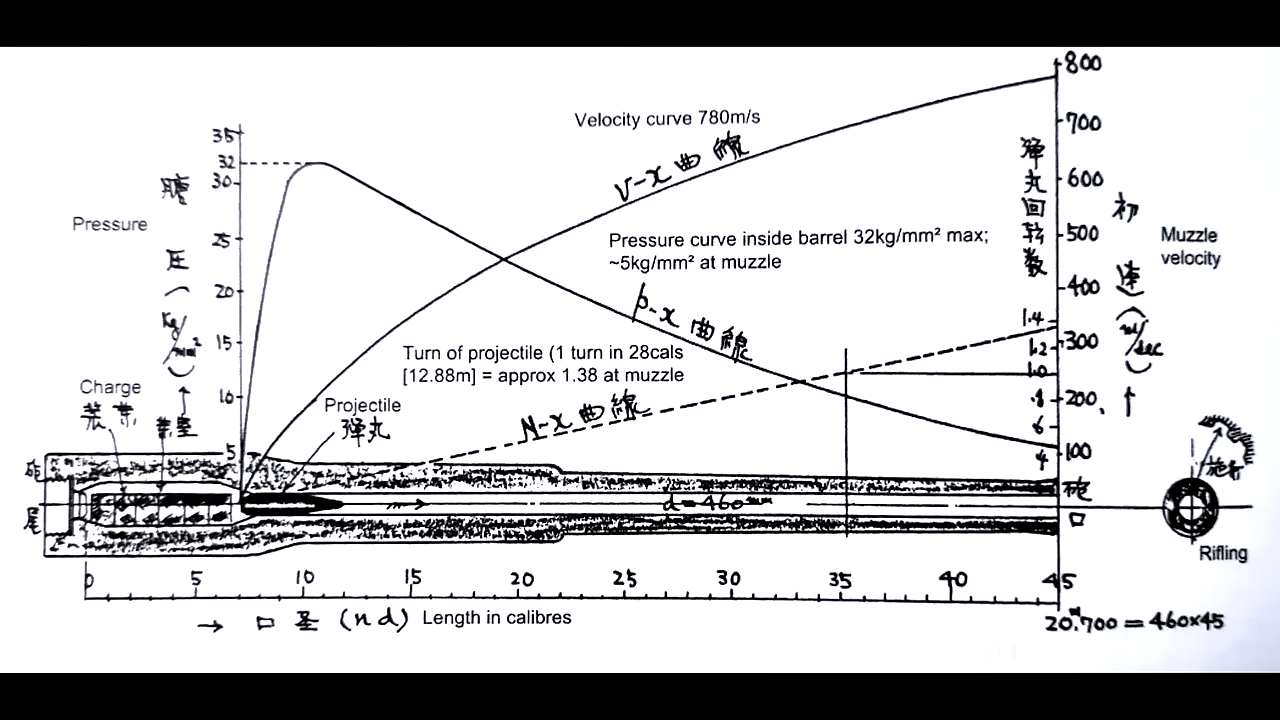 800
Velocity curve 780m/s
700
35
32
30
膅圧(kg/mm²)→
Pressure
V-x 曲線
弾丸回転数
600
初速(m/sec)→
Pressure curve inside barrel 32kg/mm² max;
~5kg/mm² at muzzle
500
Muzzle
velocity
25
400
20
P-x 曲線
1.4
300
15
1.2
Turn of projectile (1 turn in 28cals
[12.88m] = approx 1.38 at muzzle
1.0
Charge
装薬
薬室
10
.8
200
Projectile
弾丸
N-x 曲線
6
5
4
100
砲尾
d=460mm
砲口
Rifling
0 5 10 15 20 25 30 35 40 45
→ 口径 (nd) Length in calibres
20.ᵐ700 = 460×45